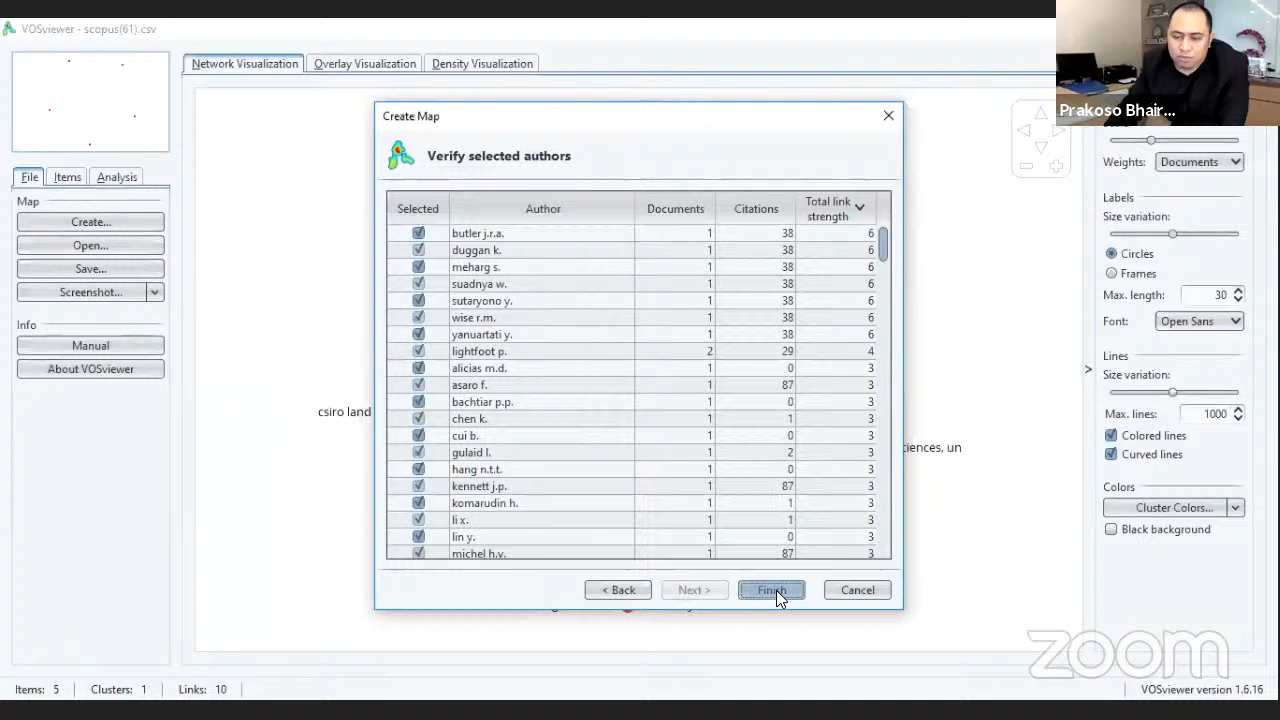 VOSviewer - scopus(61).csv
Prakoso Bhair...
Network Visualization
Overlay Visualization
Density Visualization
File
Items
Analysis
Map
Create...
Open...
Save...
Screenshot...
Info
Manual
About VOSviewer
csiro land
ciences, un
Create Map
Verify selected authors
Selected Author Documents Citations Total link strength
butler j.r.a. 1 38 6
duggan k. 1 38 6
meharg s. 1 38 6
suadnya w. 1 38 6
sutaryono y. 1 38 6
wise r.m. 1 38 6
yanuartati y. 1 38 6
lightfoot p. 2 29 4
alicias m.d. 1 0 3
asaro f. 1 87 3
bachtiar p.p. 1 0 3
chen k. 1 1 3
cui b. 1 0 3
gulaid l. 1 2 3
hang n.t.t. 1 0 3
kennett j.p. 1 87 3
komarudin h. 1 1 3
li x. 1 1 3
lin y. 1 0 3
michel h.v. 1 87 3
< Back
Next >
Finish
Cancel
Weights: Documents
Labels
Size variation:
Circles
Frames
Max. length: 30
Font: Open Sans
Lines
Size variation:
Max. lines: 1000
Colored lines
Curved lines
Colors
Cluster Colors...
Black background
>
zoom
Items: 5 Clusters: 1 Links: 10
VOSviewer version 1.6.16